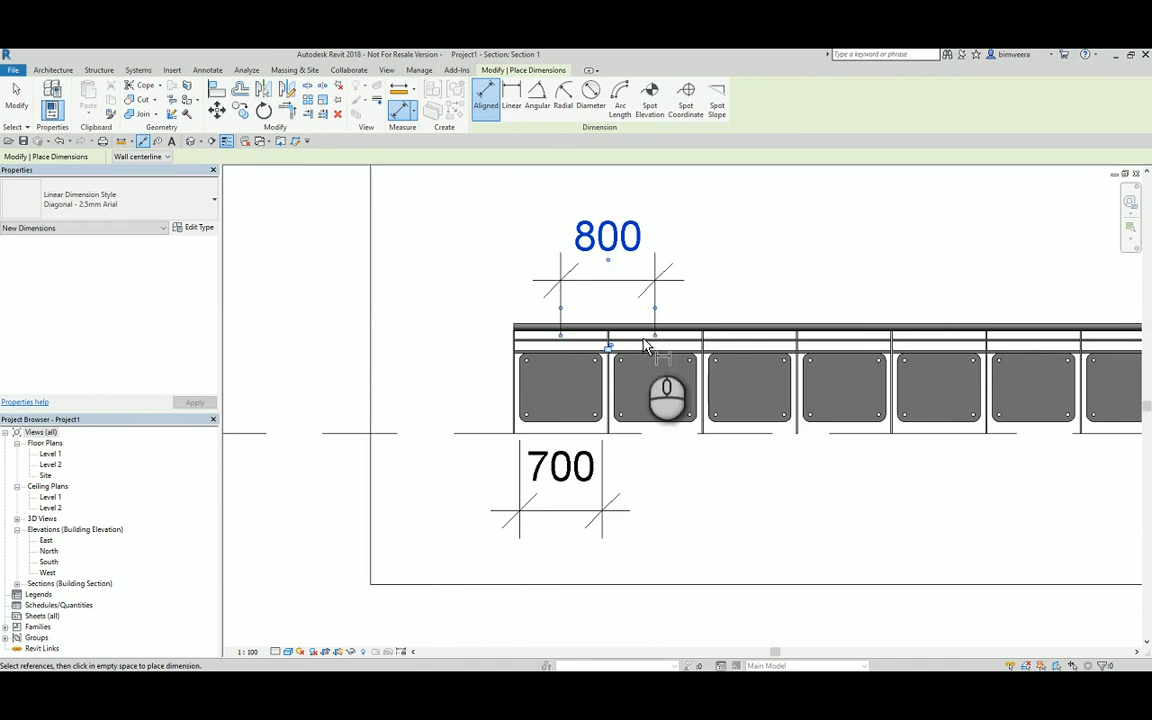 Autodesk Revit 2018 - Not For Resale Version - Project1 - Section: Section 1
Type a keyword or phrase
bimweera
File Architecture Structure Systems Insert Annotate Analyze Massing & Site Collaborate View Manage Add-Ins Modify | Place Dimensions
Modify Paste Cope Cut Join Aligned Linear Angular Radial Diameter Arc Length Spot Elevation Spot Coordinate Spot Slope
Select Properties Clipboard Geometry Modify View Measure Create Dimension
Modify | Place Dimensions Wall centerline
Properties
Linear Dimension Style
Diagonal - 2.5mm Arial
New Dimensions Edit Type
800
700
Properties help Apply
Project Browser - Project1
Views (all)
Floor Plans
Level 1
Level 2
Site
Ceiling Plans
Level 1
Level 2
3D Views
Elevations (Building Elevation)
East
North
South
West
Sections (Building Section)
Legends
Schedules/Quantities
Sheets (all)
Families
Groups
Revit Links
1 : 100
Select references, then click in empty space to place dimension.
:0 Main Model :0